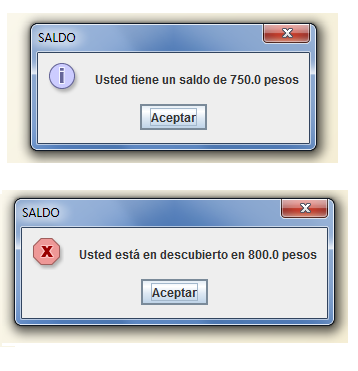 SALDO
Usted tiene un saldo de 750.0 pesos
Aceptar
SALDO
Usted está en descubierto en 800.0 pesos
Aceptar